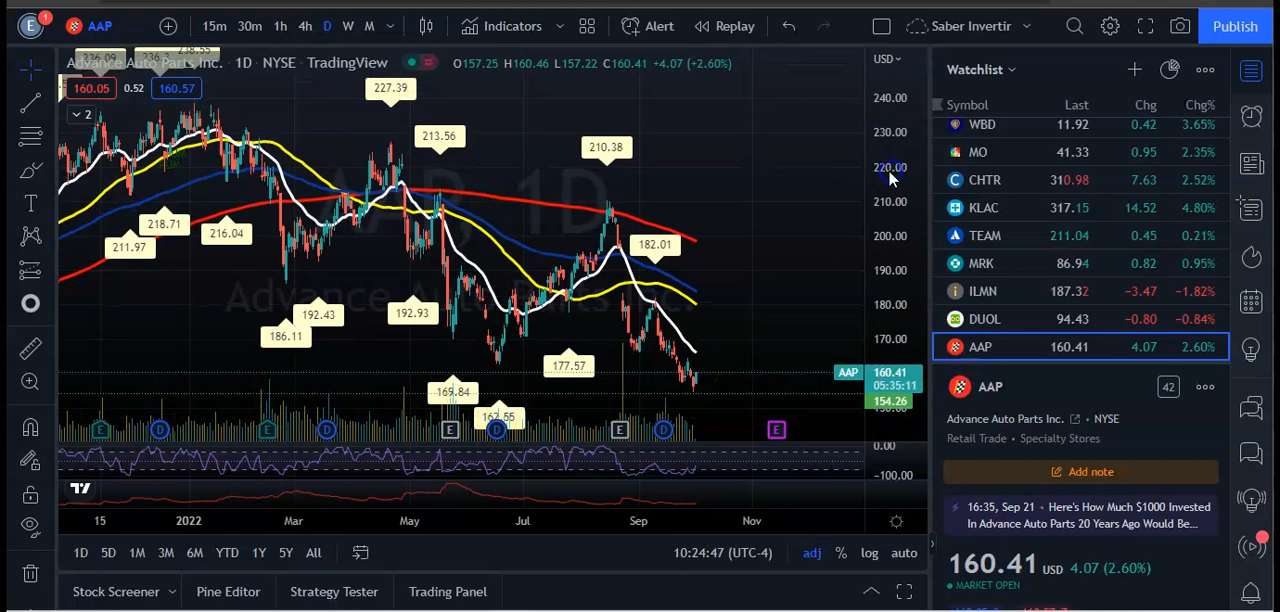 E 1 AAP 15m 30m 1h 4h D W M Indicators Alert Replay Saber Invertir Publish
236.09 238.55
Advance Auto Parts Inc. · 1D · NYSE · TradingView O157.25 H160.46 L157.22 C160.41 +4.07 (+2.60%)
160.05 0.52 160.57
2
USD
240.00
230.00
220.00
210.00
200.00
190.00
180.00
170.00
AAP 160.41
05:35:11
154.26
0.00
-100.00
227.39
213.56
210.38
218.71
216.04
211.97
182.01
192.43
192.93
186.11
177.57
169.84
162.55
AAP, 1D
Advance Auto Parts Inc.
E D E D E D E D E
15 2022 Mar May Jul Sep Nov
1D 5D 1M 3M 6M YTD 1Y 5Y All 10:24:47 (UTC-4) adj % log auto
Stock Screener Pine Editor Strategy Tester Trading Panel
Watchlist
Symbol Last Chg Chg%
WBD 11.92 0.42 3.65%
MO 41.33 0.95 2.35%
CHTR 310.98 7.63 2.52%
KLAC 317.15 14.52 4.80%
TEAM 211.04 0.45 0.21%
MRK 86.94 0.82 0.95%
ILMN 187.32 −3.47 −1.82%
DUOL 94.43 −0.80 −0.84%
AAP 160.41 4.07 2.60%
AAP 42
Advance Auto Parts Inc. · NYSE
Retail Trade · Specialty Stores
Add note
16:35, Sep 21 · Here's How Much $1000 Invested
In Advance Auto Parts 20 Years Ago Would Be...
160.41 USD 4.07 (2.60%)
MARKET OPEN